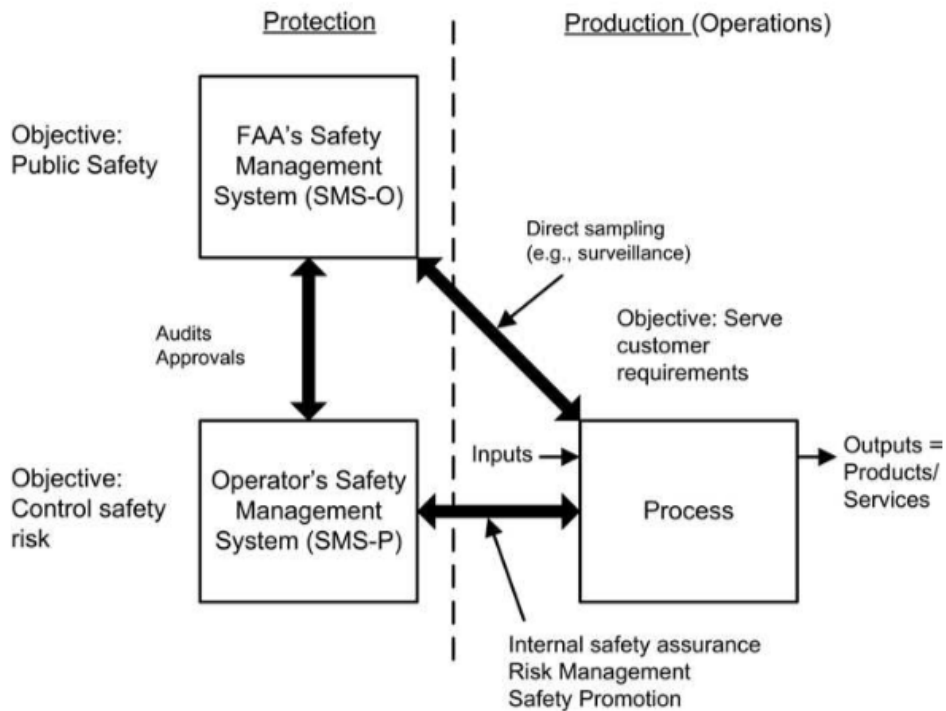 Protection
Production (Operations)
Objective:
Public Safety
FAA's Safety
Management
System (SMS-O)
Direct sampling
(e.g., surveillance)
Audits
Approvals
Objective: Serve
customer
requirements
Objective:
Control safety
risk
Operator's Safety
Management
System (SMS-P)
Inputs
Process
Outputs =
Products/
Services
Internal safety assurance
Risk Management
Safety Promotion